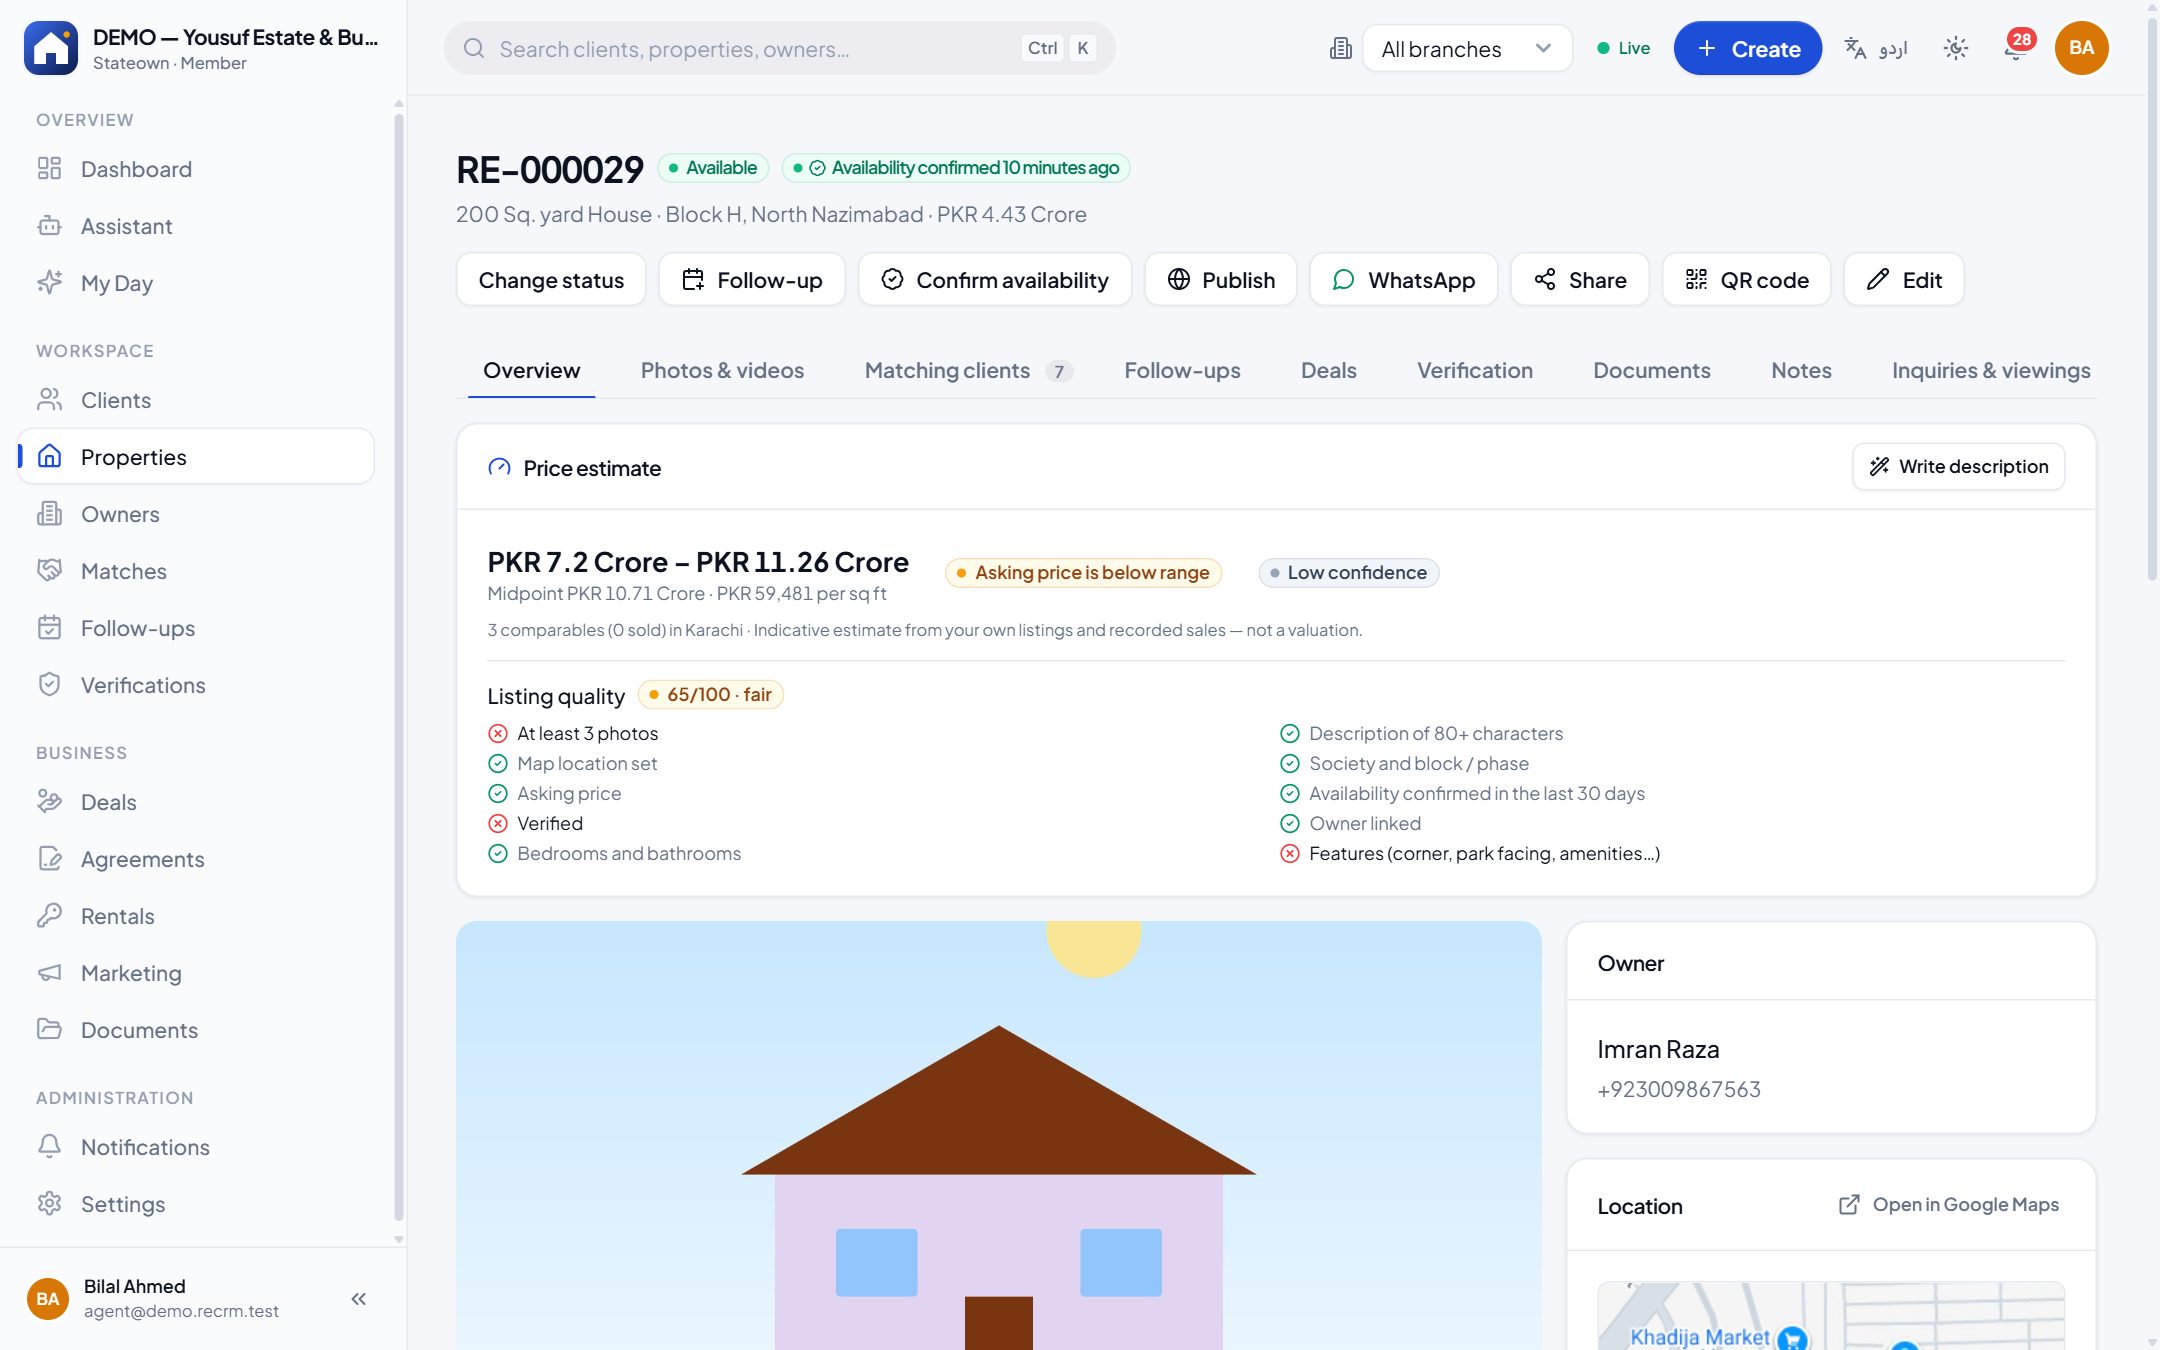 DEMO — Yousuf Estate & Bu...
Stateown · Member
Search clients, properties, owners...
Ctrl K
All branches
Live
Create
اردو
28
BA
OVERVIEW
Dashboard
Assistant
My Day
WORKSPACE
Clients
Properties
Owners
Matches
Follow-ups
Verifications
BUSINESS
Deals
Agreements
Rentals
Marketing
Documents
ADMINISTRATION
Notifications
Settings
BA
Bilal Ahmed
agent@demo.recrm.test
RE-000029
Available
Availability confirmed 10 minutes ago
200 Sq. yard House · Block H, North Nazimabad · PKR 4.43 Crore
Change status
Follow-up
Confirm availability
Publish
WhatsApp
Share
QR code
Edit
Overview
Photos & videos
Matching clients 7
Follow-ups
Deals
Verification
Documents
Notes
Inquiries & viewings
Price estimate
Write description
PKR 7.2 Crore – PKR 11.26 Crore
Asking price is below range
Low confidence
Midpoint PKR 10.71 Crore · PKR 59,481 per sq ft
3 comparables (0 sold) in Karachi · Indicative estimate from your own listings and recorded sales — not a valuation.
Listing quality
65/100 · fair
At least 3 photos
Description of 80+ characters
Map location set
Society and block / phase
Asking price
Availability confirmed in the last 30 days
Verified
Owner linked
Bedrooms and bathrooms
Features (corner, park facing, amenities...)
Owner
Imran Raza
+923009867563
Location
Open in Google Maps
Khadija Market